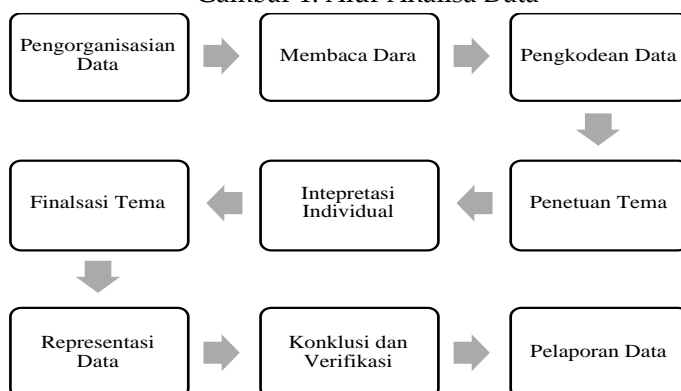 Gambar 1. Alur Analisa Data
Pengorganisasian
Data
Membaca Dara
Pengkodean Data
Penetuan Tema
Intepretasi
Individual
Finalsasi Tema
Representasi
Data
Konklusi dan
Verifikasi
Pelaporan Data